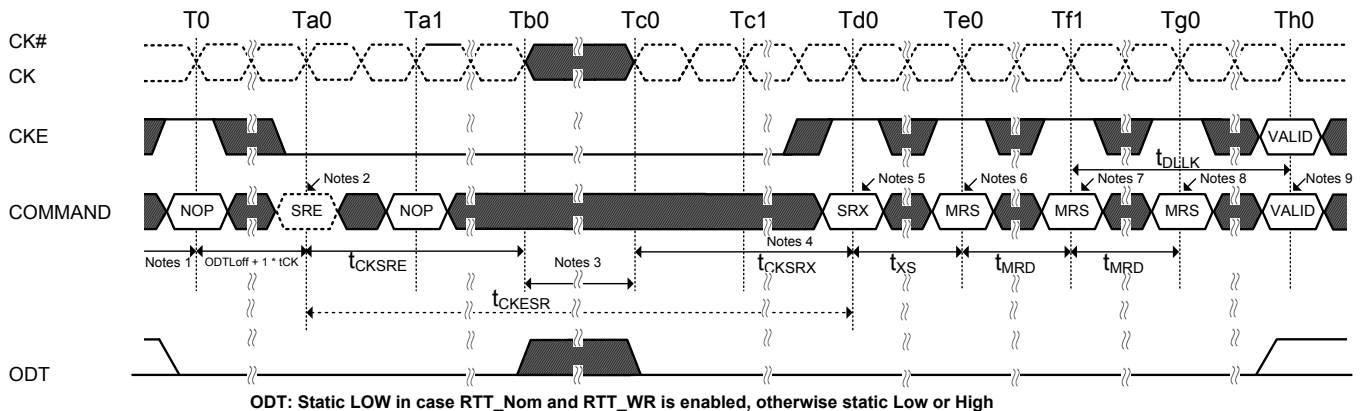 T0 Ta0 Ta1 Tb0 Tc0 Tc1 Td0 Te0 Tf1 Tg0 Th0
CK#
CK
CKE
VALID
tDLLK
Notes 2 Notes 5 Notes 6 Notes 7 Notes 8 Notes 9
COMMAND NOP SRE NOP SRX MRS MRS MRS VALID
Notes 1 ODTLoff + 1 * tCK tCKSRE Notes 3 Notes 4 tCKSRX tXS tMRD tMRD
tCKESR
ODT
ODT: Static LOW in case RTT_Nom and RTT_WR is enabled, otherwise static Low or High